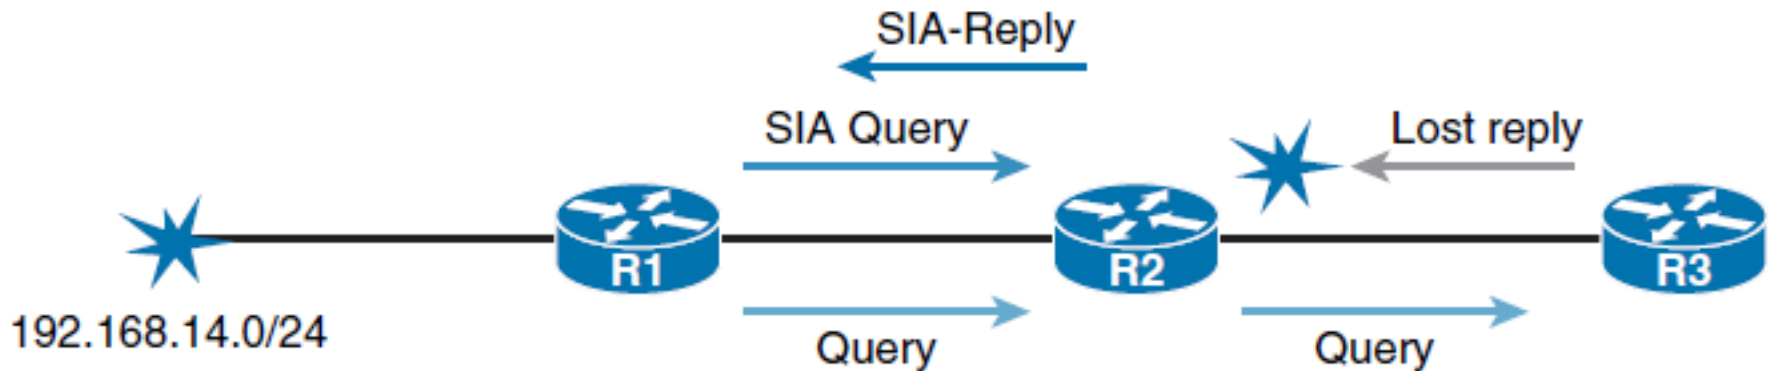 SIA-Reply
SIA Query
Lost reply
R1
R2
R3
192.168.14.0/24
Query
Query